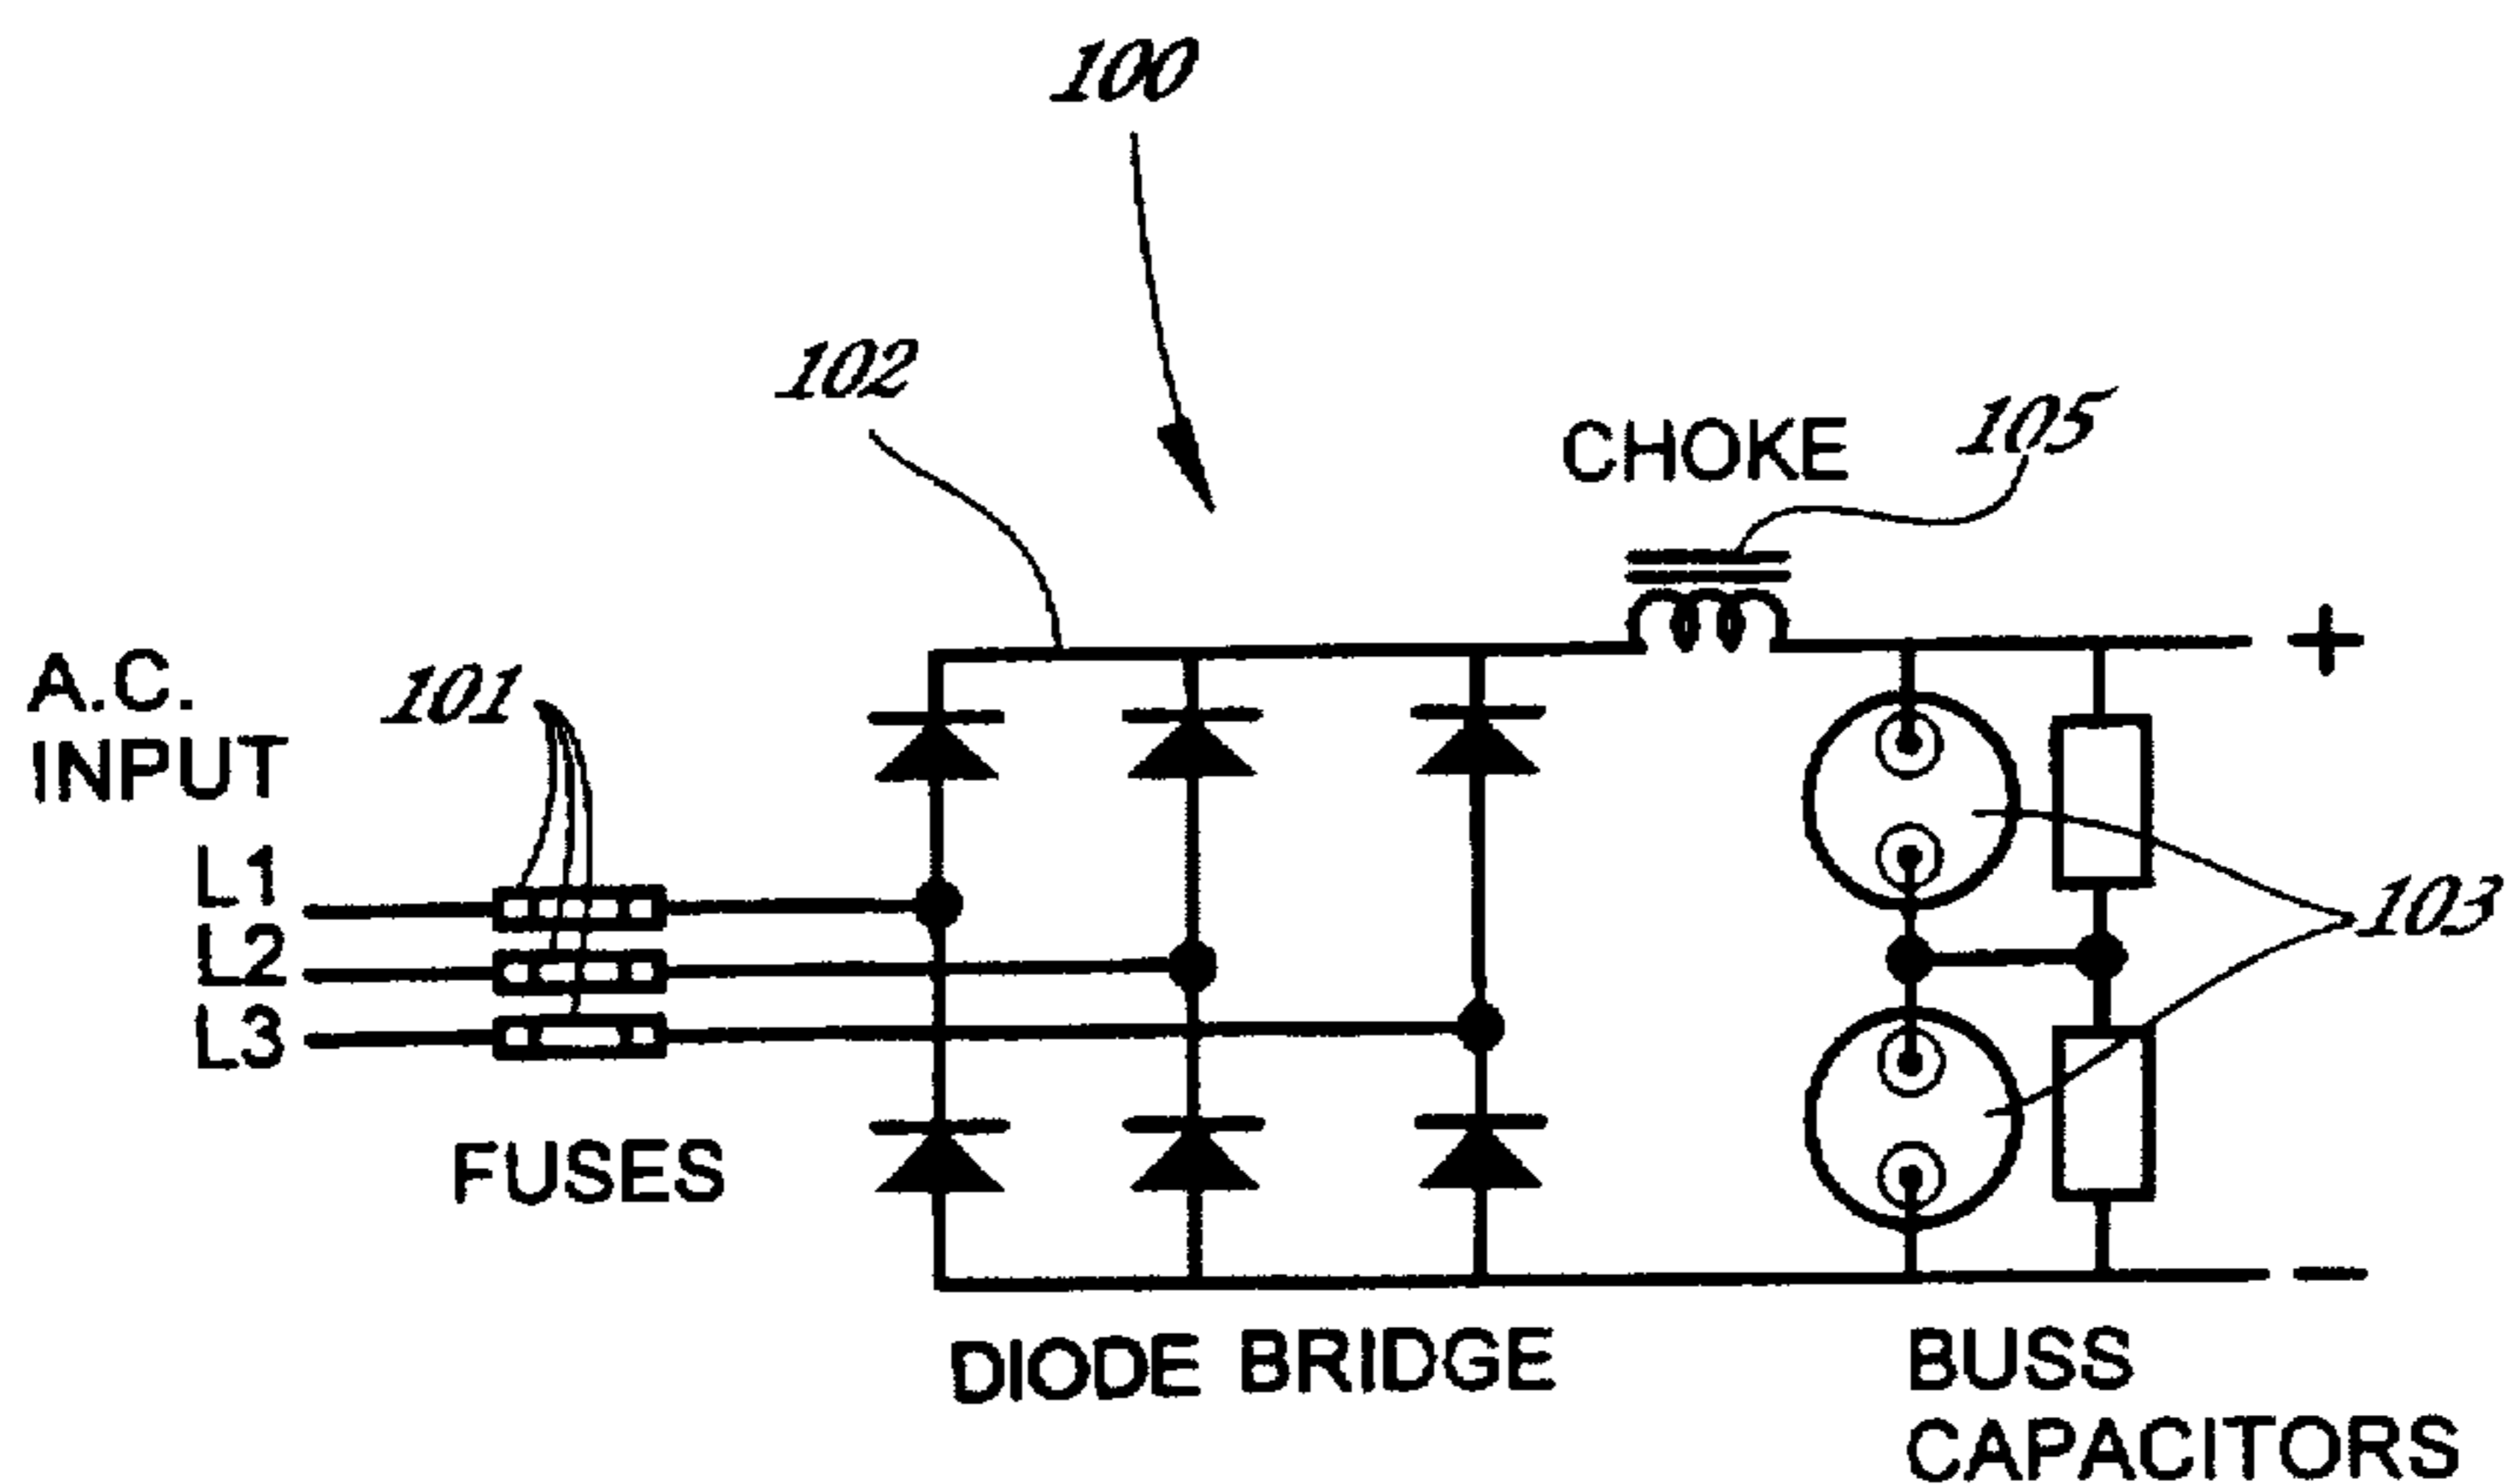 100
102
CHOKE
105
+
A.C.
INPUT
101
L1
L2
L3
103
FUSES
−
DIODE BRIDGE
BUSS
CAPACITORS